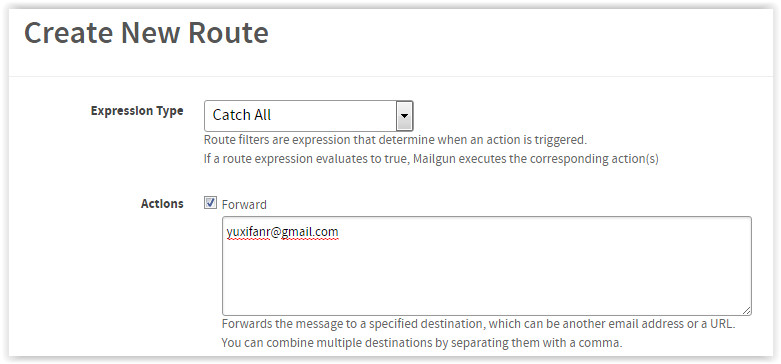 Create New Route
Expression Type
Catch All
Route filters are expression that determine when an action is triggered.
If a route expression evaluates to true, Mailgun executes the corresponding action(s)
Actions
Forward
yuxifanr@gmail.com
Forwards the message to a specified destination, which can be another email address or a URL.
You can combine multiple destinations by separating them with a comma.